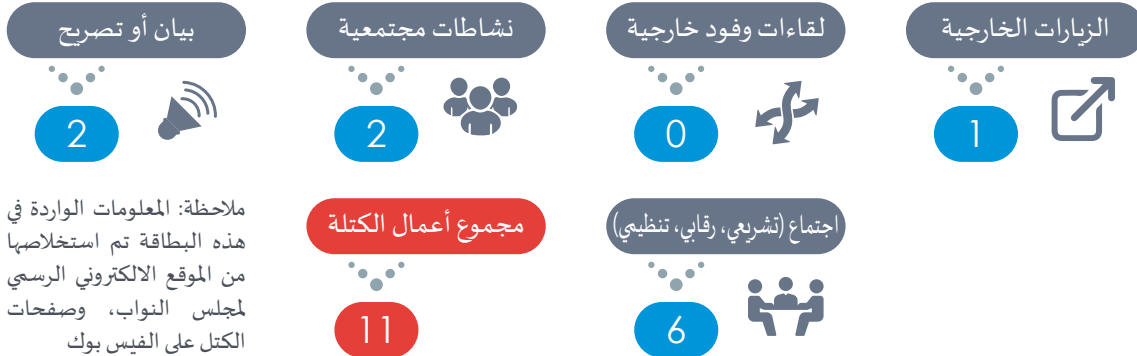 الزيارات الخارجية
1
لقاءات وفود خارجية
0
نشاطات مجتمعية
2
بيان أو تصريح
2
اجتماع (تشريعي، رقابي، تنظيمي)
6
مجموع أعمال الكتلة
11
ملاحظة: المعلومات الواردة في
هذه البطاقة تم استخلاصها
من الموقع الالكتروني الرسمي
لمجلس النواب، وصفحات
الكتل على الفيس بوك